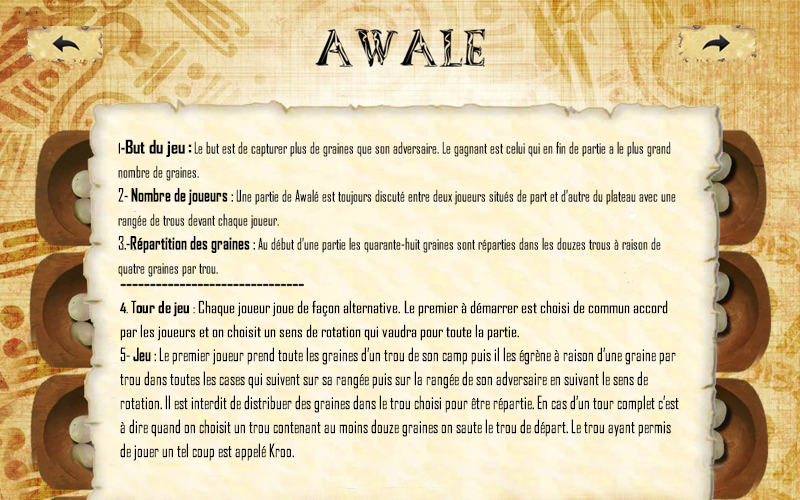 AWALE
1-But du jeu : Le but est de capturer plus de graines que son adversaire. Le gagnant est celui qui en fin de partie a le plus grand
nombre de graines.
2- Nombre de joueurs : Une partie de Awalé est toujours discuté entre deux joueurs situés de part et d'autre du plateau avec une
rangée de trous devant chaque joueur.
3.-Répartition des graines : Au début d'une partie les quarante-huit graines sont réparties dans les douzes trous à raison de
quatre graines par trou.
-------------------------------
4. Tour de jeu : Chaque joueur joue de façon alternative. Le premier à démarrer est choisi de commun accord
par les joueurs et on choisit un sens de rotation qui vaudra pour toute la partie.
5- Jeu : Le premier joueur prend toute les graines d'un trou de son camp puis il les égrène à raison d'une graine par
trou dans toutes les cases qui suivent sur sa rangée puis sur la rangée de son adversaire en suivant le sens de
rotation. Il est interdit de distribuer des graines dans le trou choisi pour être répartie. En cas d'un tour complet c'est
à dire quand on choisit un trou contenant au moins douze graines on saute le trou de départ. Le trou ayant permis
de jouer un tel coup est appelé Kroo.